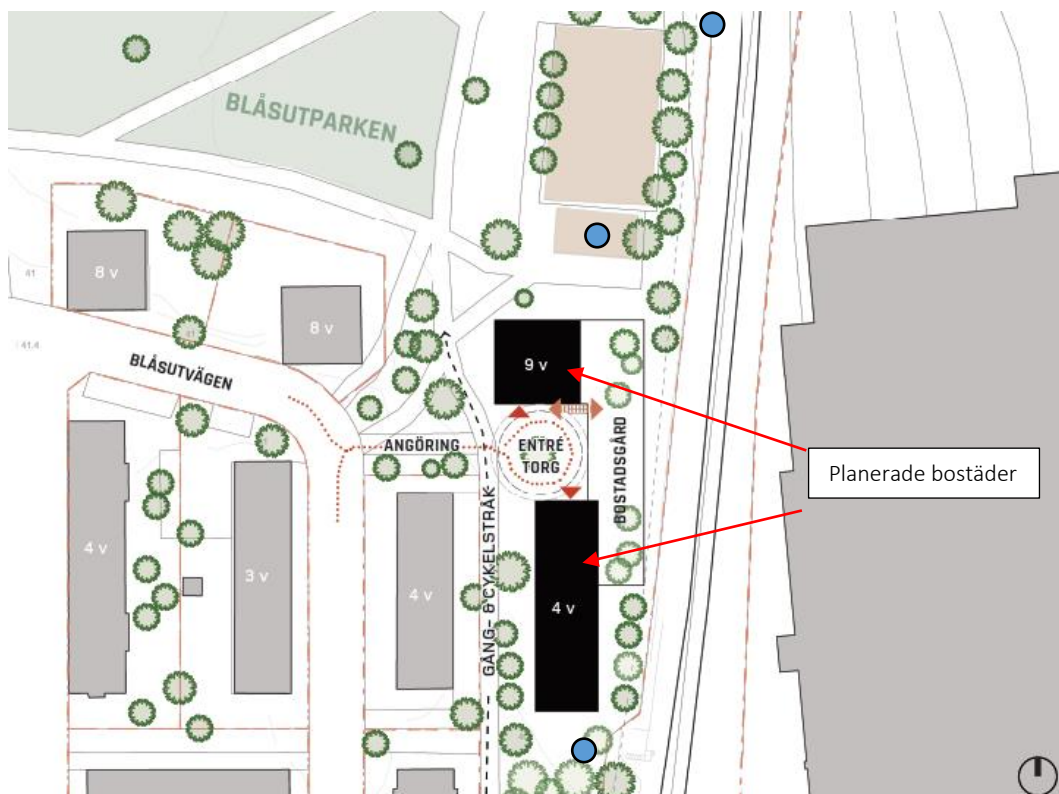 BLÅSUTPARKEN
8 v
41
8 v
41
41.4
BLÅSUTVÄGEN
9 v
ANGÖRING
ENTRÉ
TORG
BOSTADSGÅRD
Planerade bostäder
GÅNG- & CYKELSTRÅK
4 v
3 v
4 v
4 v